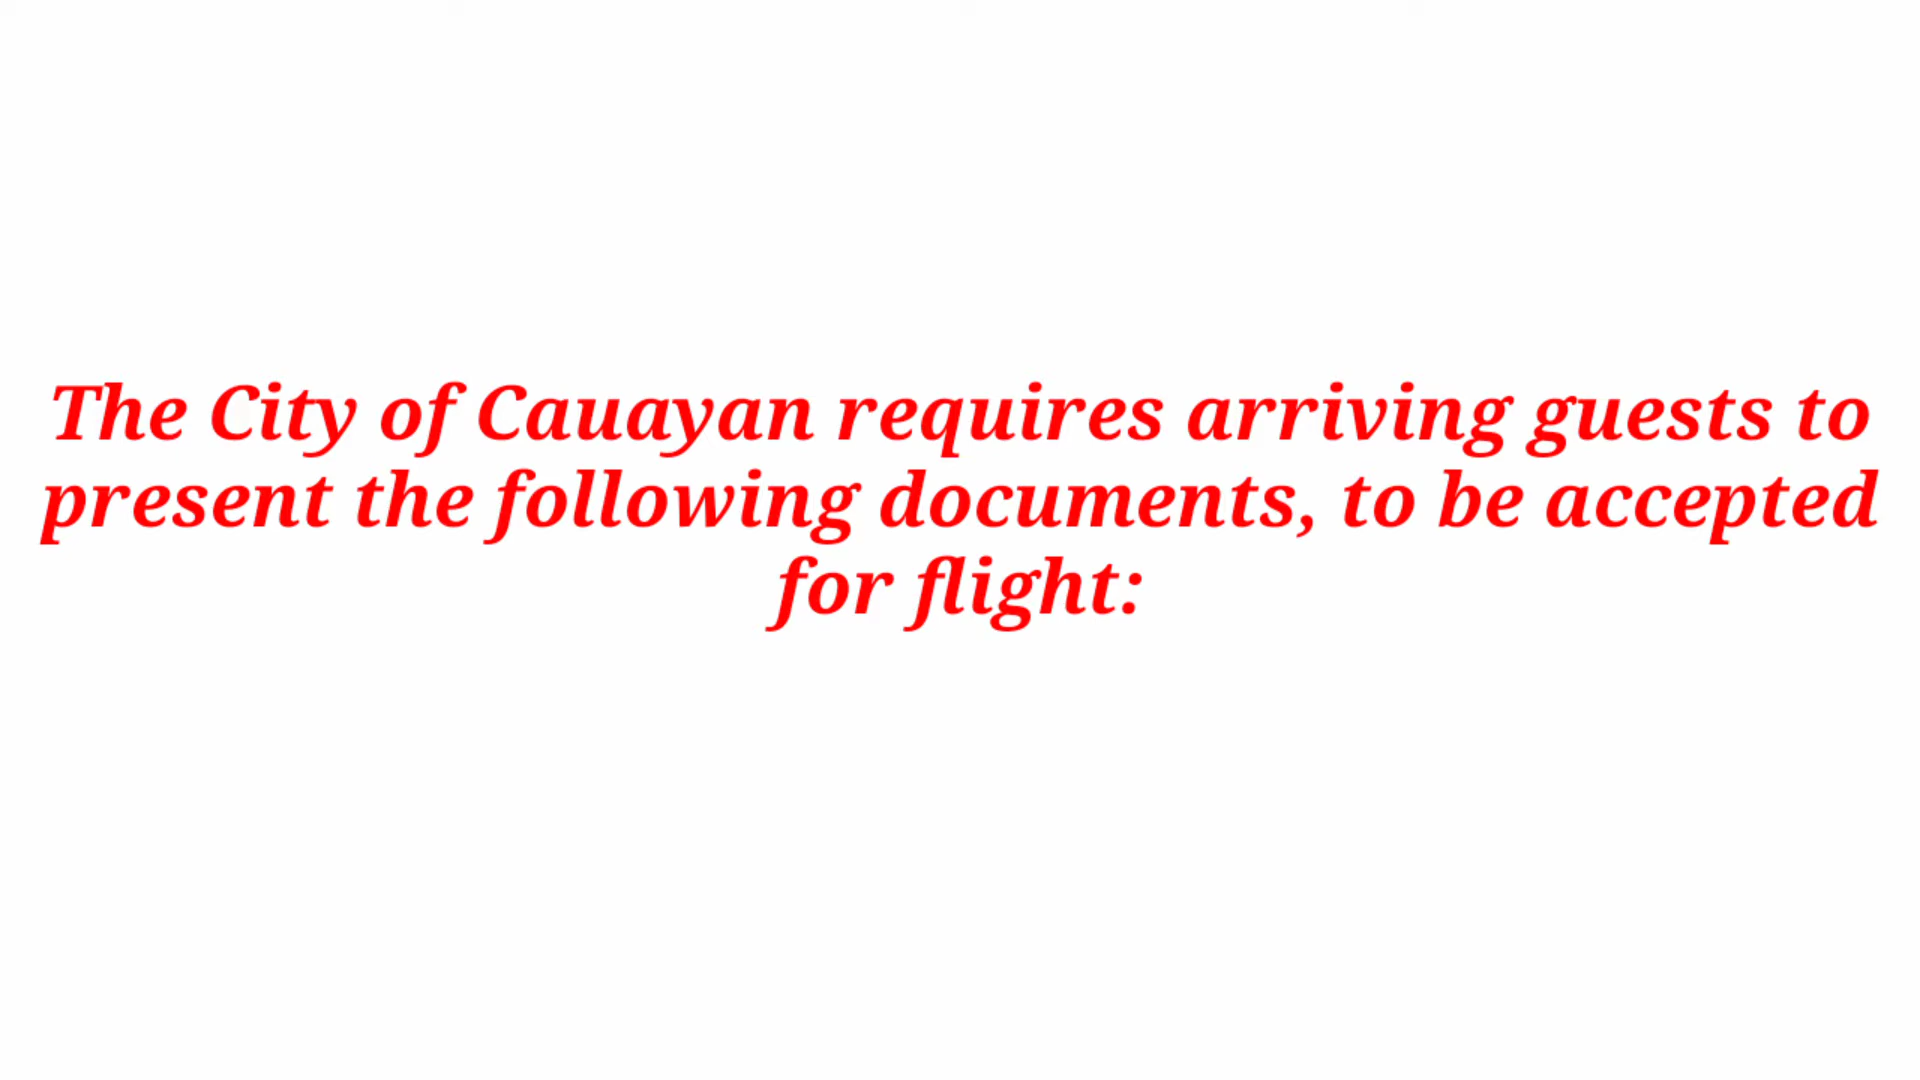 The City of Cauayan requires arriving guests to
present the following documents, to be accepted
for flight: